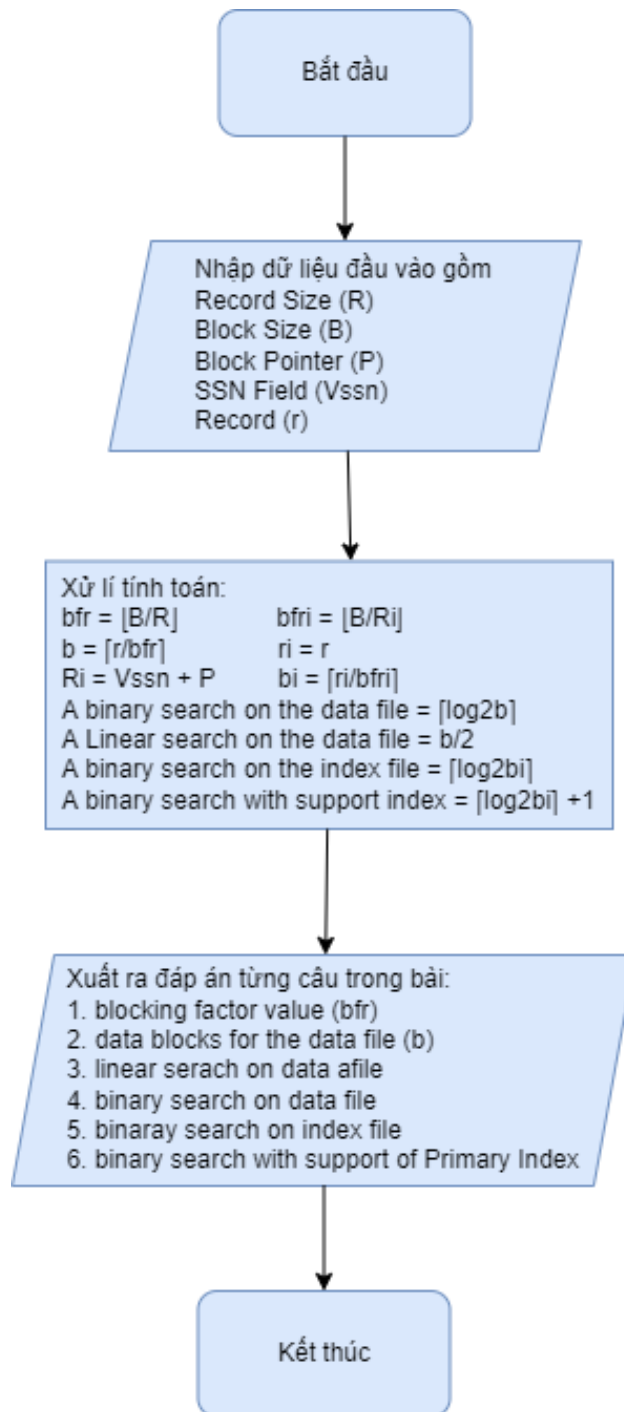 Bắt đầu
Nhập dữ liệu đầu vào gồm
Record Size (R)
Block Size (B)
Block Pointer (P)
SSN Field (Vssn)
Record (r)
Xử lí tính toán:
bfr = ⌊B/R⌋ bfri = ⌊B/Ri⌋
b = ⌈r/bfr⌉ ri = r
Ri = Vssn + P bi = ⌈ri/bfri⌉
A binary search on the data file = ⌈log2b⌉
A Linear search on the data file = b/2
A binary search on the index file = ⌈log2bi⌉
A binary search with support index = ⌈log2bi⌉ +1
Xuất ra đáp án từng câu trong bài:
1. blocking factor value (bfr)
2. data blocks for the data file (b)
3. linear serach on data afile
4. binary search on data file
5. binaray search on index file
6. binary search with support of Primary Index
Kết thúc